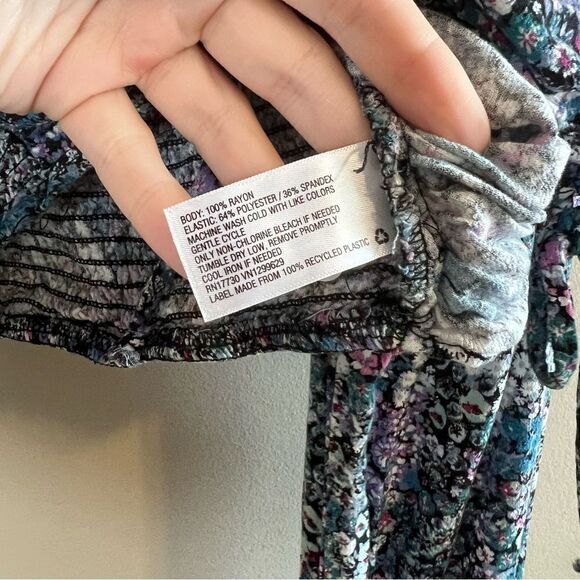 BODY: 100% RAYON
ELASTIC: 64% POLYESTER / 36% SPANDEX
MACHINE WASH COLD WITH LIKE COLORS
GENTLE CYCLE
ONLY NON-CHLORINE BLEACH IF NEEDED
TUMBLE DRY LOW, REMOVE PROMPTLY
COOL IRON IF NEEDED
RN17730 VN1299629
LABEL MADE FROM 100% RECYCLED PLASTIC